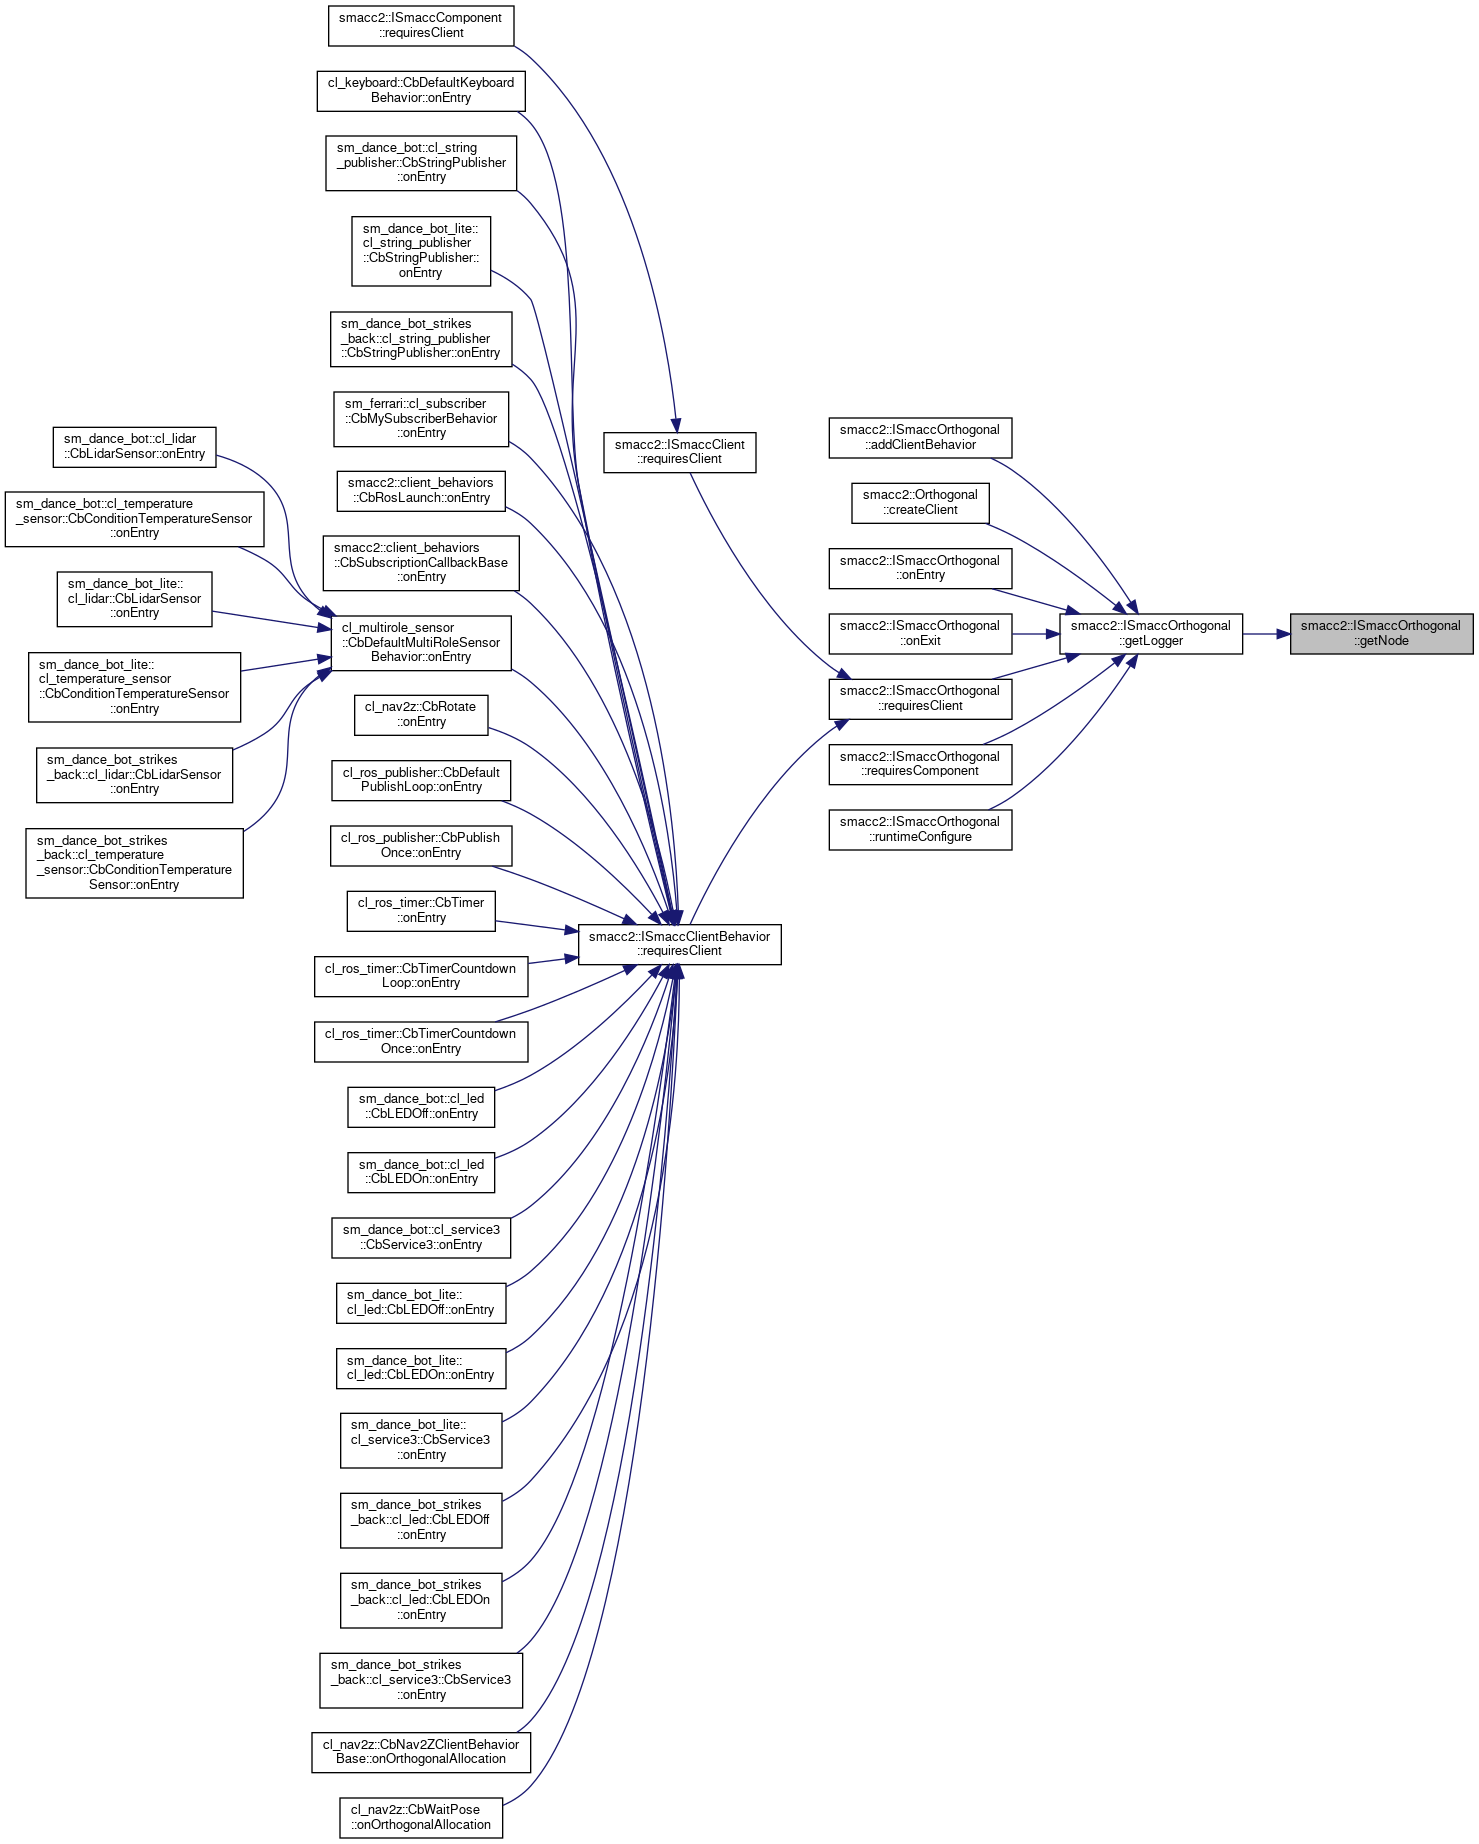 smacc2::ISmaccComponent
::requiresClient
cl_keyboard::CbDefaultKeyboard
Behavior::onEntry
sm_dance_bot::cl_string
_publisher::CbStringPublisher
::onEntry
sm_dance_bot_lite::
cl_string_publisher
::CbStringPublisher::
onEntry
sm_dance_bot_strikes
_back::cl_string_publisher
::CbStringPublisher::onEntry
sm_ferrari::cl_subscriber
::CbMySubscriberBehavior
::onEntry
smacc2::client_behaviors
::CbRosLaunch::onEntry
smacc2::client_behaviors
::CbSubscriptionCallbackBase
::onEntry
cl_multirole_sensor
::CbDefaultMultiRoleSensor
Behavior::onEntry
cl_nav2z::CbRotate
::onEntry
cl_ros_publisher::CbDefault
PublishLoop::onEntry
cl_ros_publisher::CbPublish
Once::onEntry
cl_ros_timer::CbTimer
::onEntry
cl_ros_timer::CbTimerCountdown
Loop::onEntry
cl_ros_timer::CbTimerCountdown
Once::onEntry
sm_dance_bot::cl_led
::CbLEDOff::onEntry
sm_dance_bot::cl_led
::CbLEDOn::onEntry
sm_dance_bot::cl_service3
::CbService3::onEntry
sm_dance_bot_lite::
cl_led::CbLEDOff::onEntry
sm_dance_bot_lite::
cl_led::CbLEDOn::onEntry
sm_dance_bot_lite::
cl_service3::CbService3
::onEntry
sm_dance_bot_strikes
_back::cl_led::CbLEDOff
::onEntry
sm_dance_bot_strikes
_back::cl_led::CbLEDOn
::onEntry
sm_dance_bot_strikes
_back::cl_service3::CbService3
::onEntry
cl_nav2z::CbNav2ZClientBehavior
Base::onOrthogonalAllocation
cl_nav2z::CbWaitPose
::onOrthogonalAllocation
sm_dance_bot::cl_lidar
::CbLidarSensor::onEntry
sm_dance_bot::cl_temperature
_sensor::CbConditionTemperatureSensor
::onEntry
sm_dance_bot_lite::
cl_lidar::CbLidarSensor
::onEntry
sm_dance_bot_lite::
cl_temperature_sensor
::CbConditionTemperatureSensor
::onEntry
sm_dance_bot_strikes
_back::cl_lidar::CbLidarSensor
::onEntry
sm_dance_bot_strikes
_back::cl_temperature
_sensor::CbConditionTemperature
Sensor::onEntry
smacc2::ISmaccClient
::requiresClient
smacc2::ISmaccClientBehavior
::requiresClient
smacc2::ISmaccOrthogonal
::addClientBehavior
smacc2::Orthogonal
::createClient
smacc2::ISmaccOrthogonal
::onEntry
smacc2::ISmaccOrthogonal
::onExit
smacc2::ISmaccOrthogonal
::requiresClient
smacc2::ISmaccOrthogonal
::requiresComponent
smacc2::ISmaccOrthogonal
::runtimeConfigure
smacc2::ISmaccOrthogonal
::getLogger
smacc2::ISmaccOrthogonal
::getNode